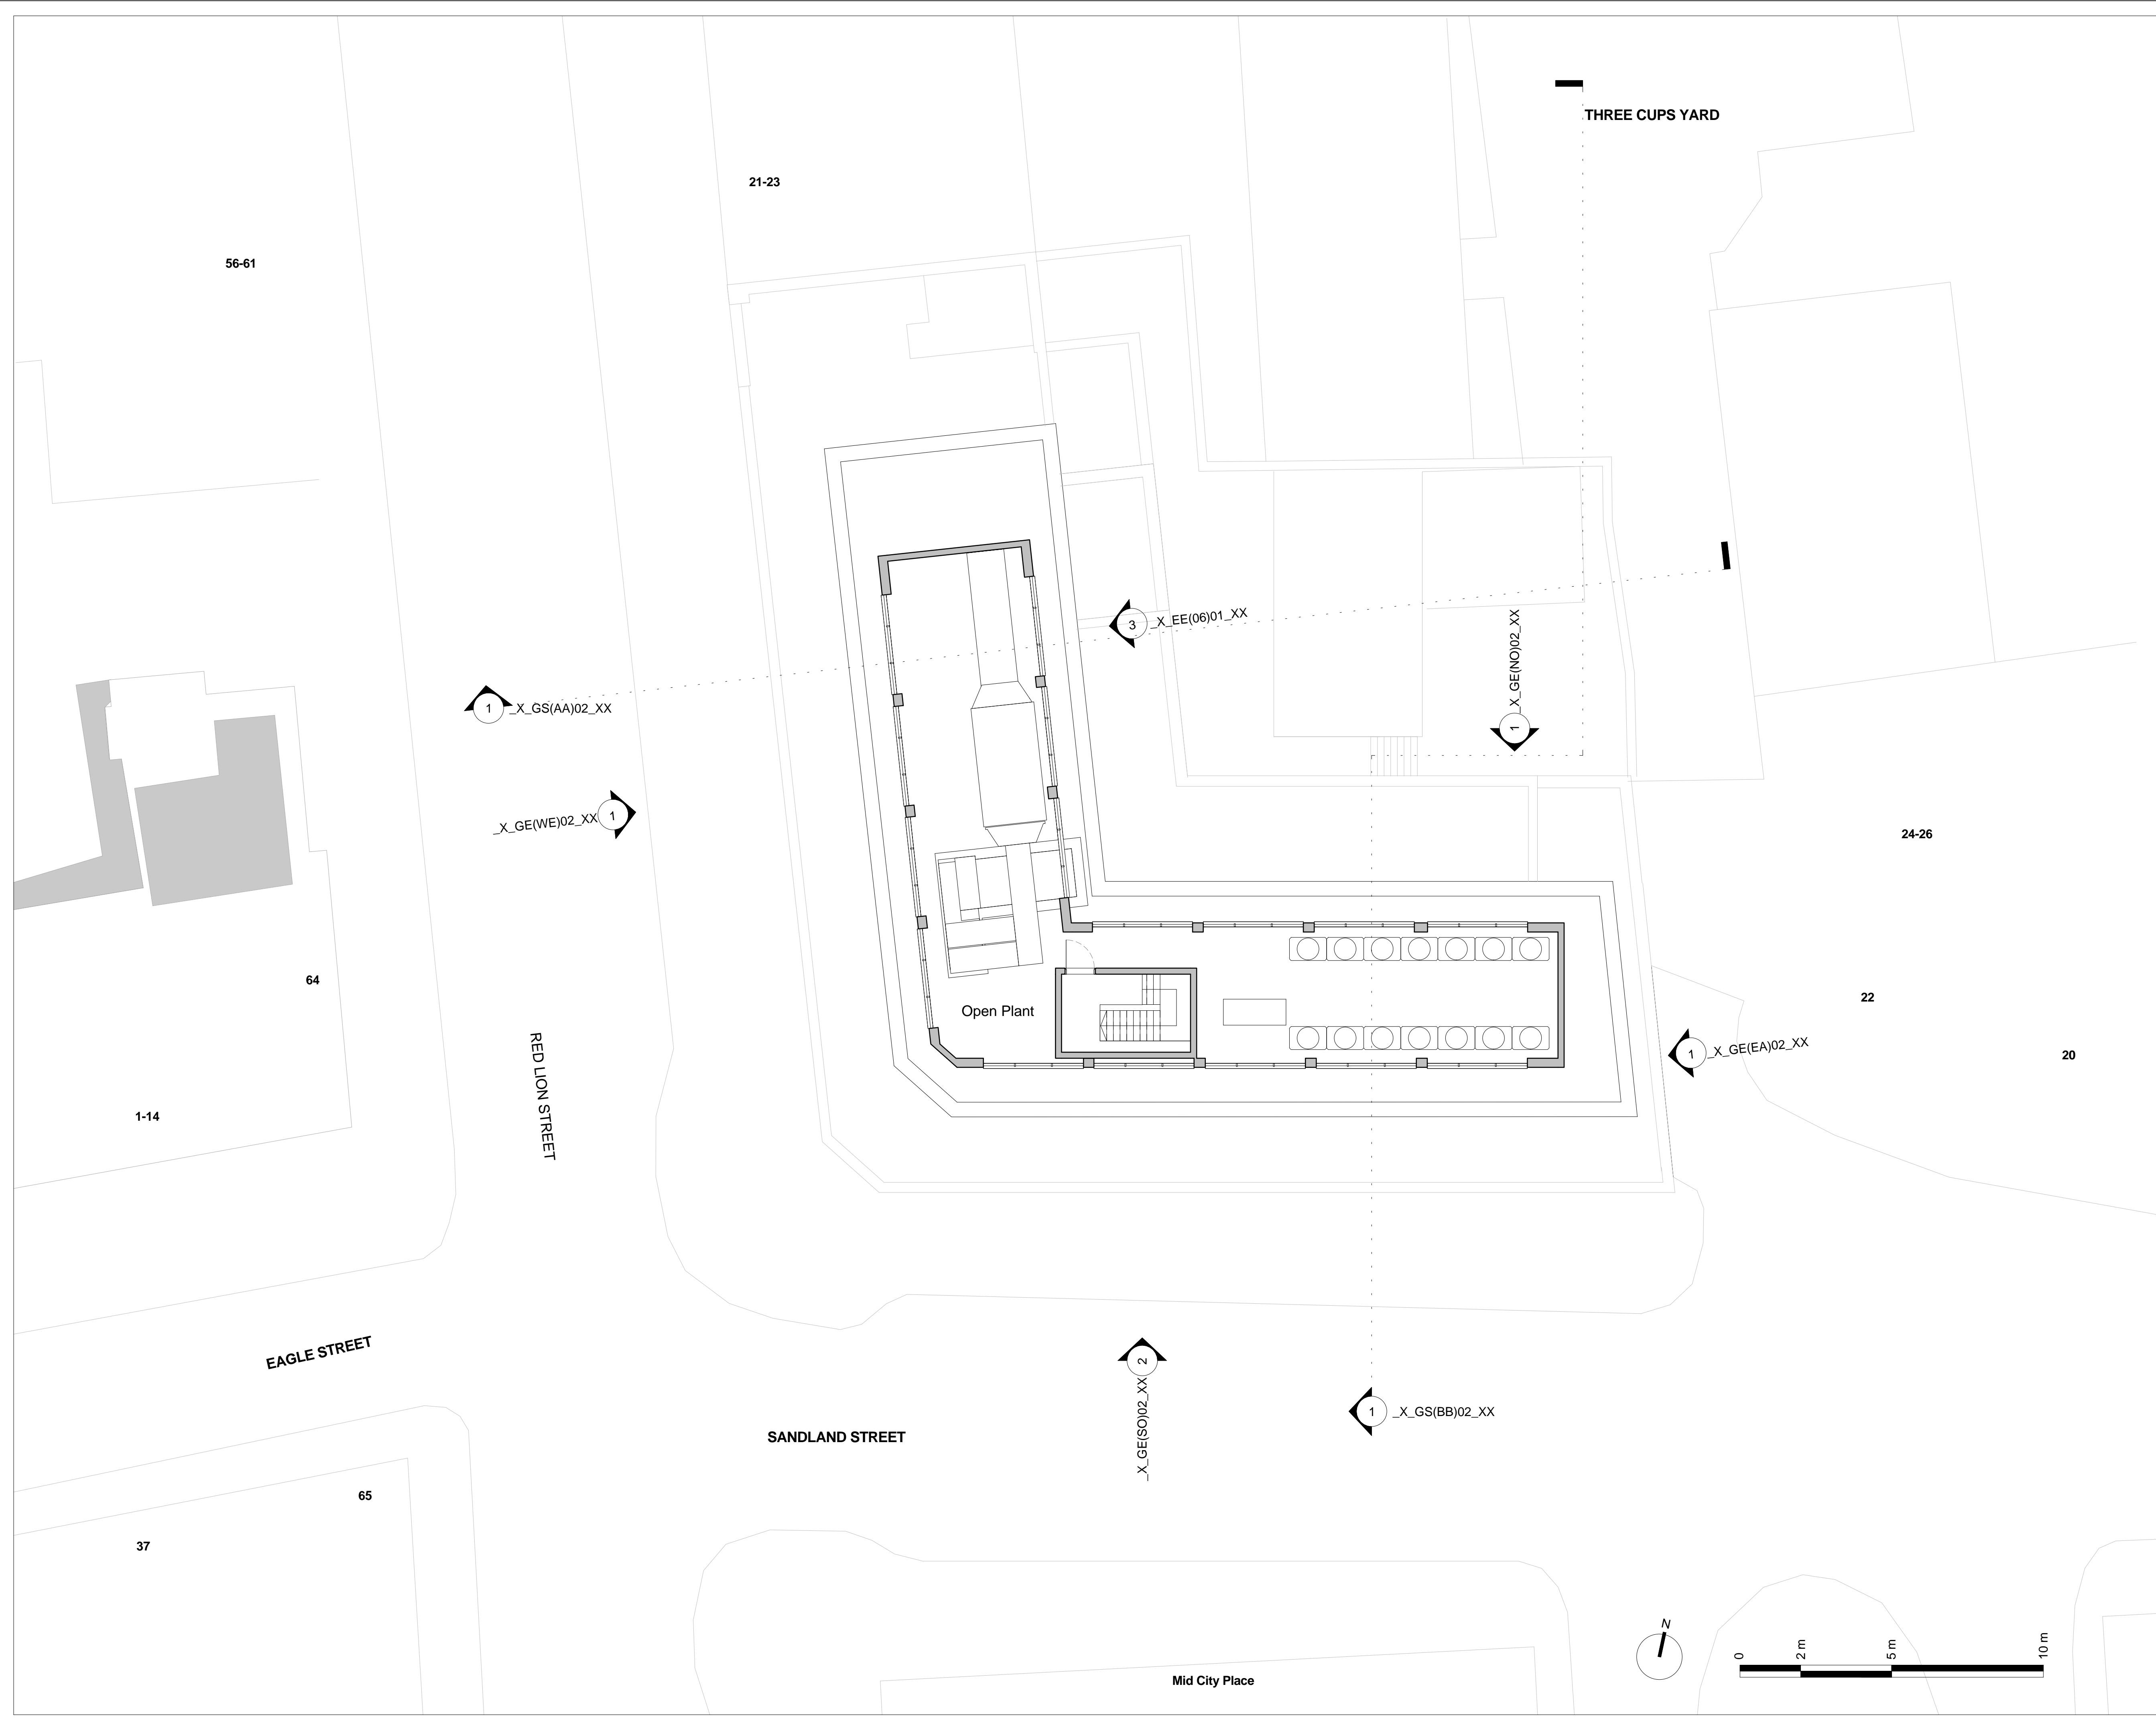 THREE CUPS YARD
21-23
56-61
3
_X_EE(06)01_XX
_X_GE(NO)02_XX
1
1
_X_GS(AA)02_XX
_X_GE(WE)02_XX
1
24-26
64
22
Open Plant
1
_X_GE(EA)02_XX
20
RED LION STREET
1-14
EAGLE STREET
2
_X_GE(SO)02_XX
1
_X_GS(BB)02_XX
SANDLAND STREET
65
37
N
0
2 m
5 m
10 m
Mid City Place